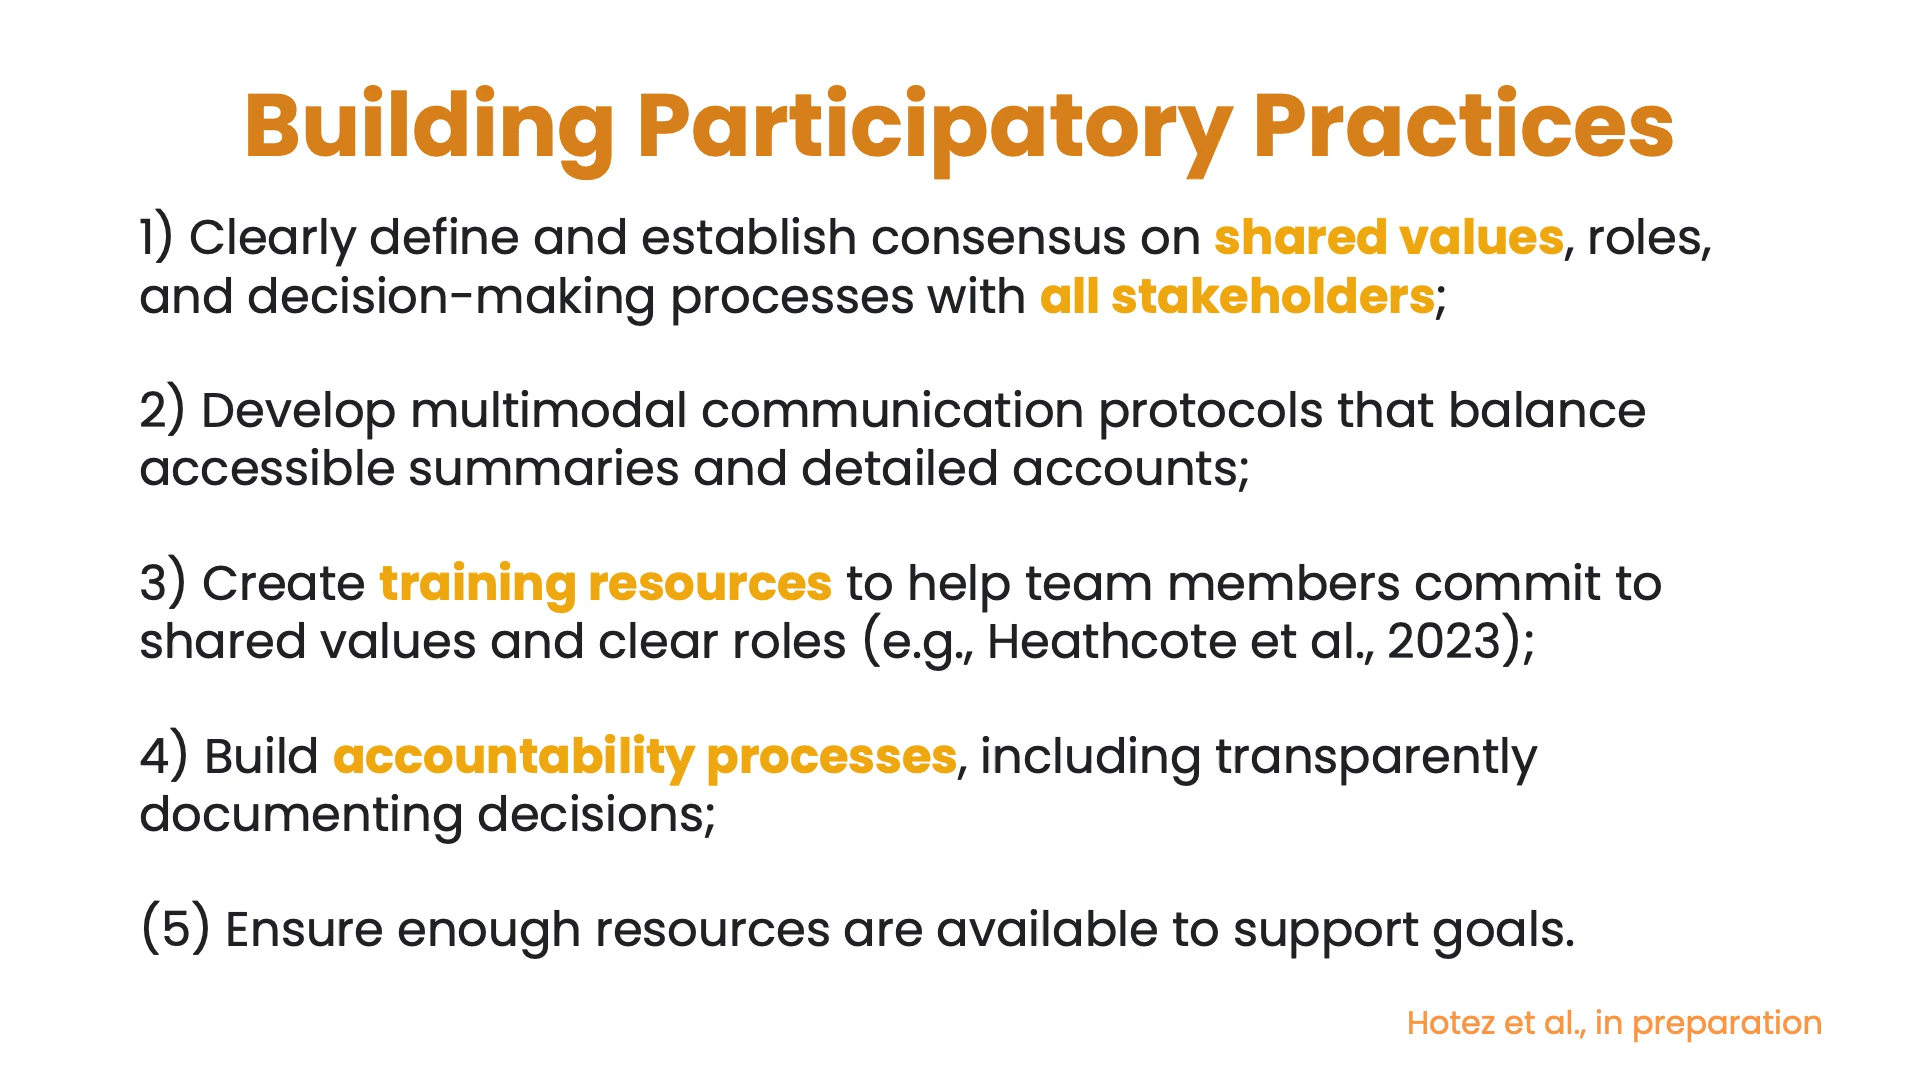 Building Participatory Practices
1) Clearly define and establish consensus on shared values, roles,
and decision-making processes with all stakeholders;
2) Develop multimodal communication protocols that balance
accessible summaries and detailed accounts;
3) Create training resources to help team members commit to
shared values and clear roles (e.g., Heathcote et al., 2023);
4) Build accountability processes, including transparently
documenting decisions;
(5) Ensure enough resources are available to support goals.
Hotez et al., in preparation